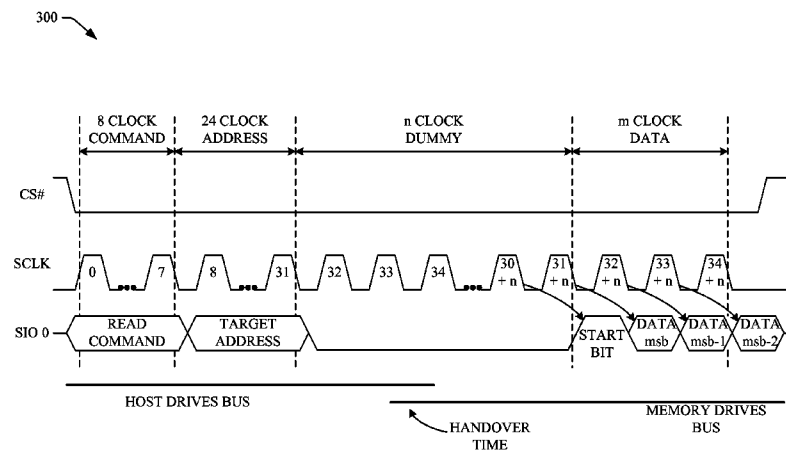 300
8 CLOCK
COMMAND
24 CLOCK
ADDRESS
n CLOCK
DUMMY
m CLOCK
DATA
CS#
SCLK
0
7
8
31
32
33
34
30
+ n
31
+ n
32
+ n
33
+ n
34
+ n
SIO 0
READ
COMMAND
TARGET
ADDRESS
START
BIT
DATA
msb
DATA
msb-1
DATA
msb-2
HOST DRIVES BUS
HANDOVER
TIME
MEMORY DRIVES
BUS